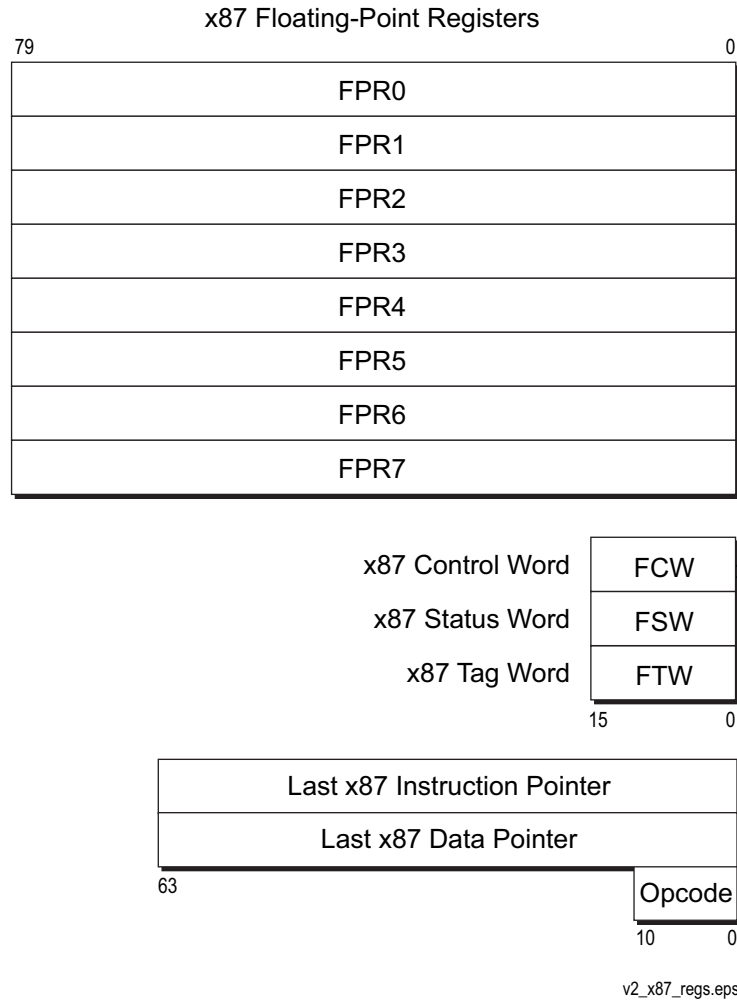 x87 Floating-Point Registers
79 0
FPR0
FPR1
FPR2
FPR3
FPR4
FPR5
FPR6
FPR7
x87 Control Word FCW
x87 Status Word FSW
x87 Tag Word FTW
15 0
Last x87 Instruction Pointer
Last x87 Data Pointer
63
Opcode
10 0
v2_x87_regs.eps